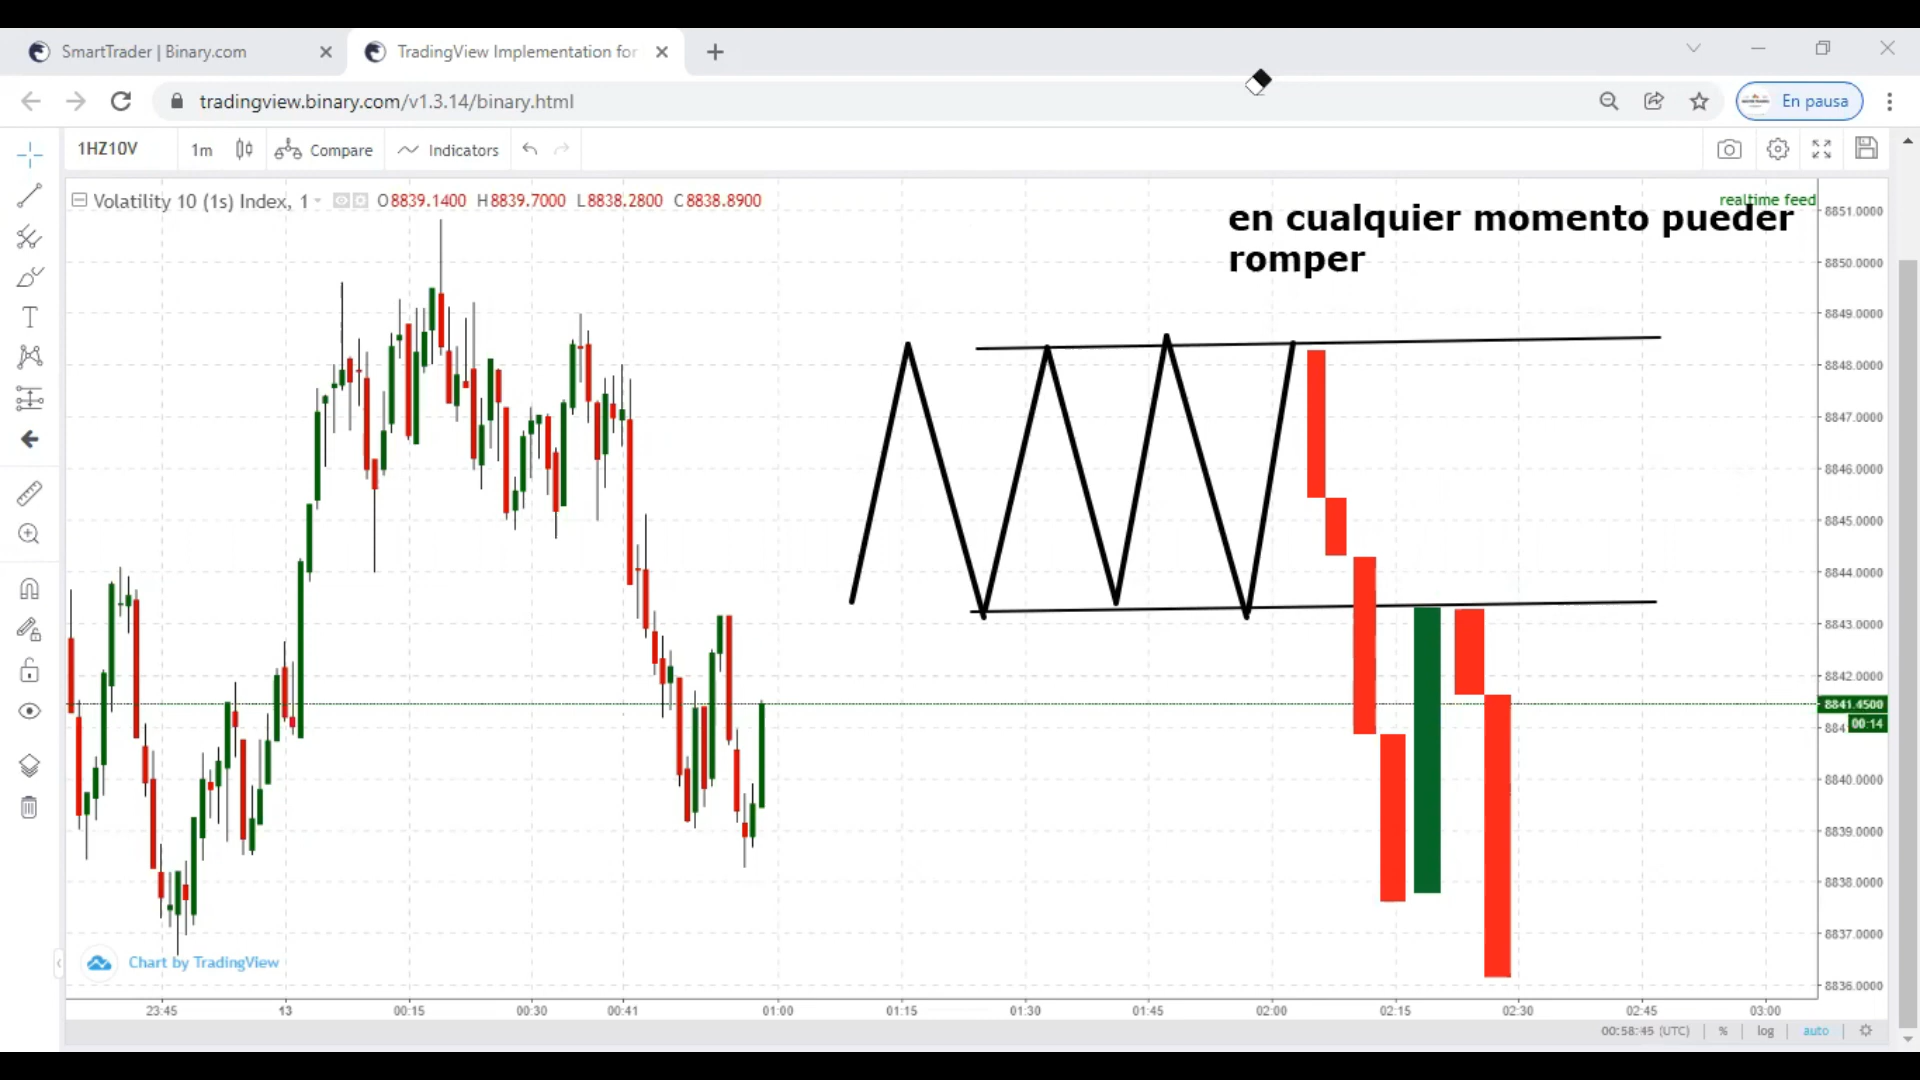 SmartTrader | Binary.com
TradingView Implementation for
tradingview.binary.com/v1.3.14/binary.html
En pausa
1HZ10V
1m
Compare
Indicators
Volatility 10 (1s) Index, 1
O8839.1400 H8839.7000 L8838.2800 C8838.8900
realtime feed
en cualquier momento pueder
romper
8851.0000
8850.0000
8849.0000
8848.0000
8847.0000
8846.0000
8845.0000
8844.0000
8843.0000
8842.0000
8841.4500
00:14
8840.0000
8839.0000
8838.0000
8837.0000
8836.0000
Chart by TradingView
23:45 13 00:15 00:30 00:41 01:00 01:15 01:30 01:45 02:00 02:15 02:30 02:45 03:00
00:58:45 (UTC) % log auto